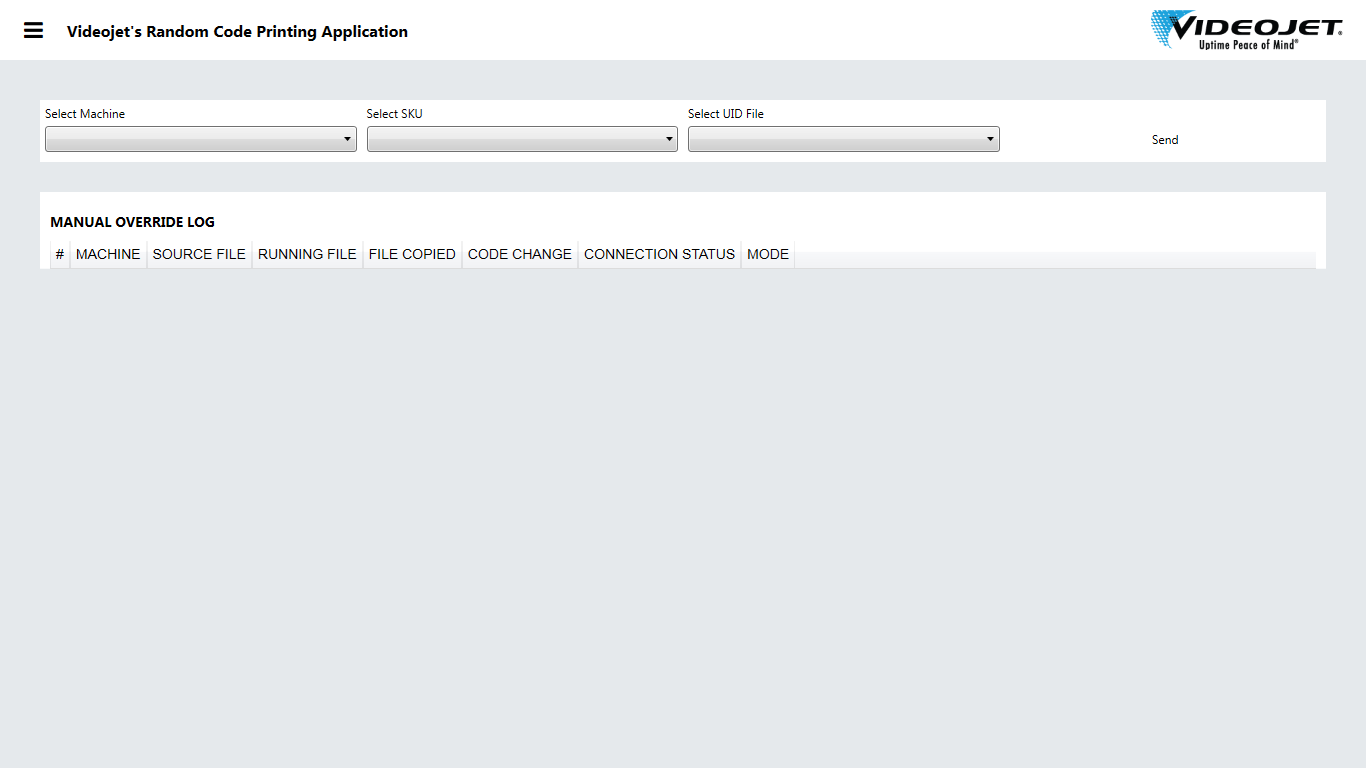 Videojet's Random Code Printing Application
VIDEOJET.
Uptime Peace of Mind®
Select Machine
Select SKU
Select UID File
Send
MANUAL OVERRIDE LOG
# MACHINE SOURCE FILE RUNNING FILE FILE COPIED CODE CHANGE CONNECTION STATUS MODE